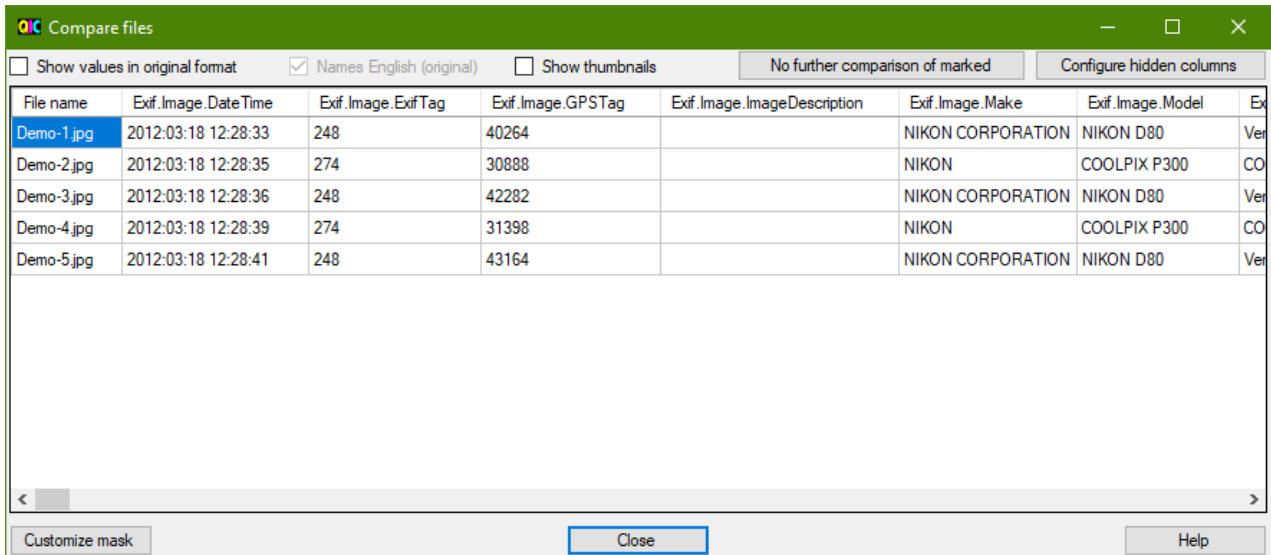 QIC Compare files
Show values in original format Names English (original) Show thumbnails No further comparison of marked Configure hidden columns
File name Exif.Image.DateTime Exif.Image.ExifTag Exif.Image.GPSTag Exif.Image.ImageDescription Exif.Image.Make Exif.Image.Model Ex
Demo-1.jpg 2012:03:18 12:28:33 248 40264 NIKON CORPORATION NIKON D80 Ver
Demo-2.jpg 2012:03:18 12:28:35 274 30888 NIKON COOLPIX P300 CO
Demo-3.jpg 2012:03:18 12:28:36 248 42282 NIKON CORPORATION NIKON D80 Ver
Demo-4.jpg 2012:03:18 12:28:39 274 31398 NIKON COOLPIX P300 CO
Demo-5.jpg 2012:03:18 12:28:41 248 43164 NIKON CORPORATION NIKON D80 Ver
Customize mask Close Help